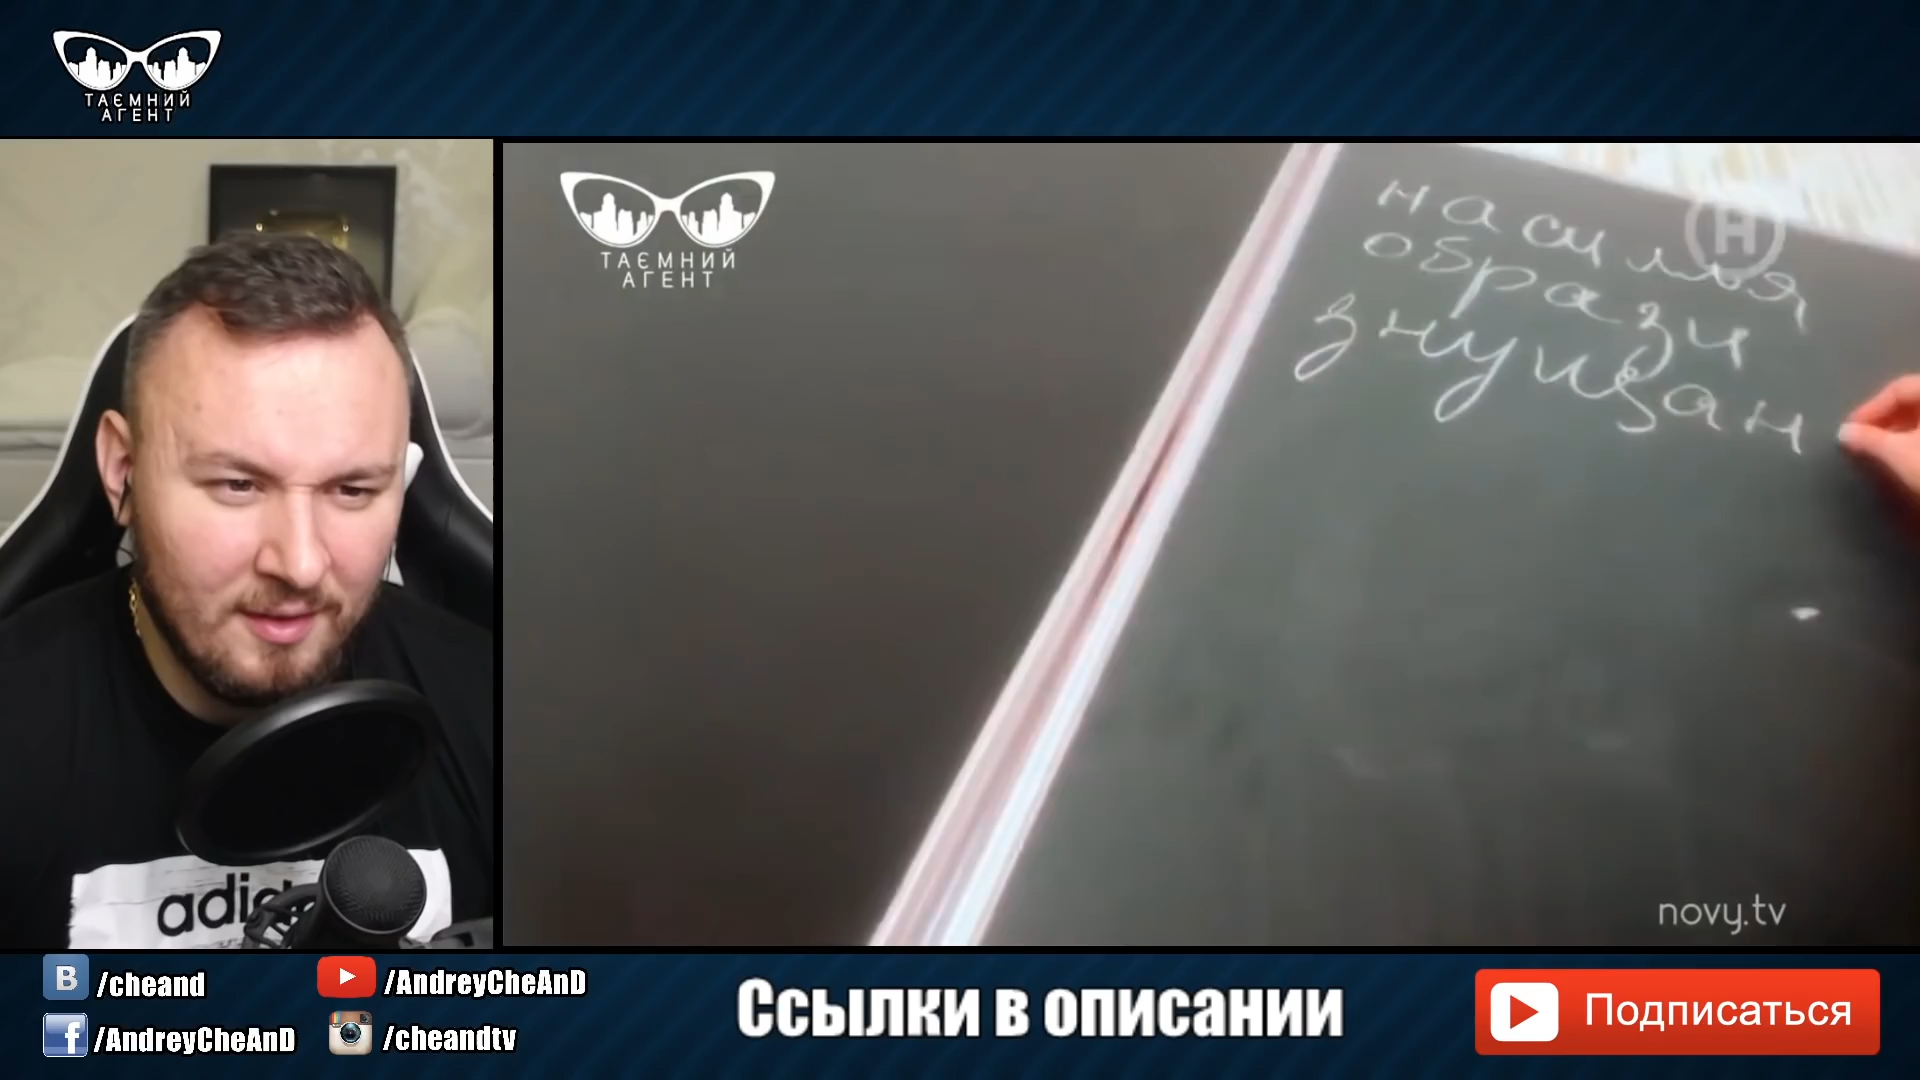 ТАЄМНИЙ
АГЕНТ
ТАЄМНИЙ
АГЕНТ
Н
насилля
образи
знущан
novy.tv
B /cheand
/AndreyCheAnD
f /AndreyCheAnD
/cheandtv
Ссылки в описании
Подписаться